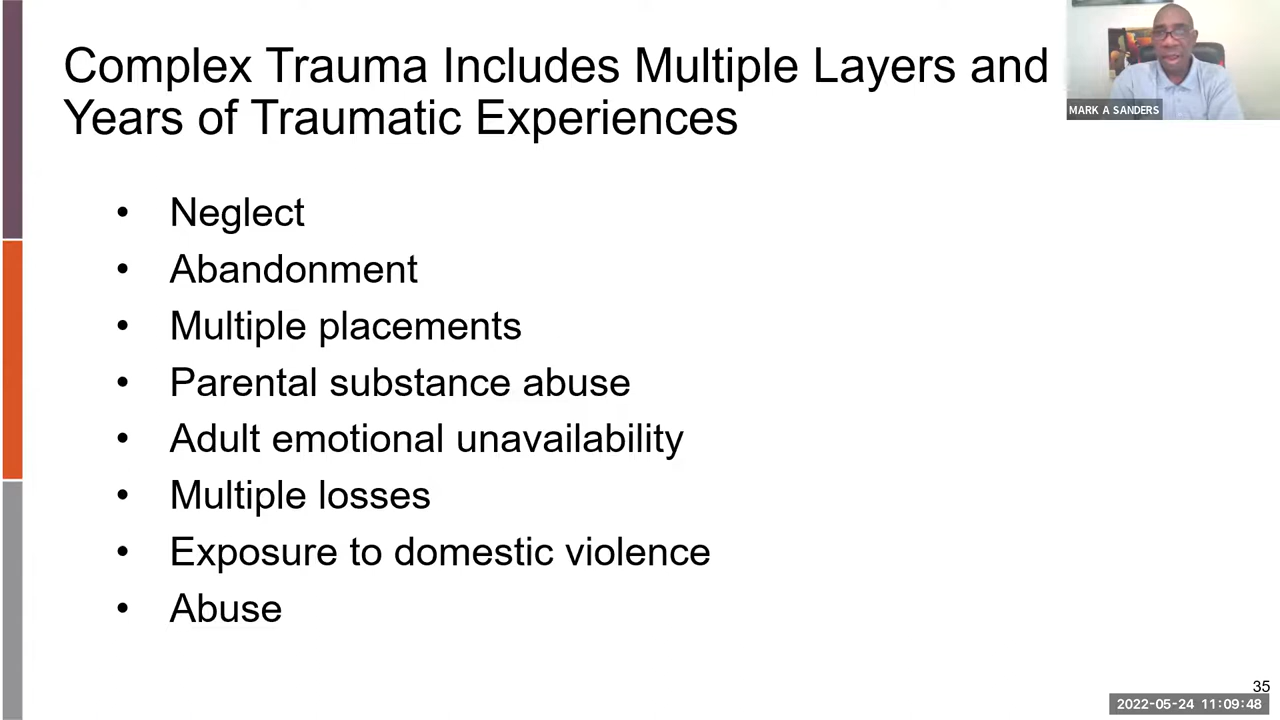 Complex Trauma Includes Multiple Layers and
Years of Traumatic Experiences
MARK A SANDERS
• Neglect
• Abandonment
• Multiple placements
• Parental substance abuse
• Adult emotional unavailability
• Multiple losses
• Exposure to domestic violence
• Abuse
35
2022-05-24 11:09:48